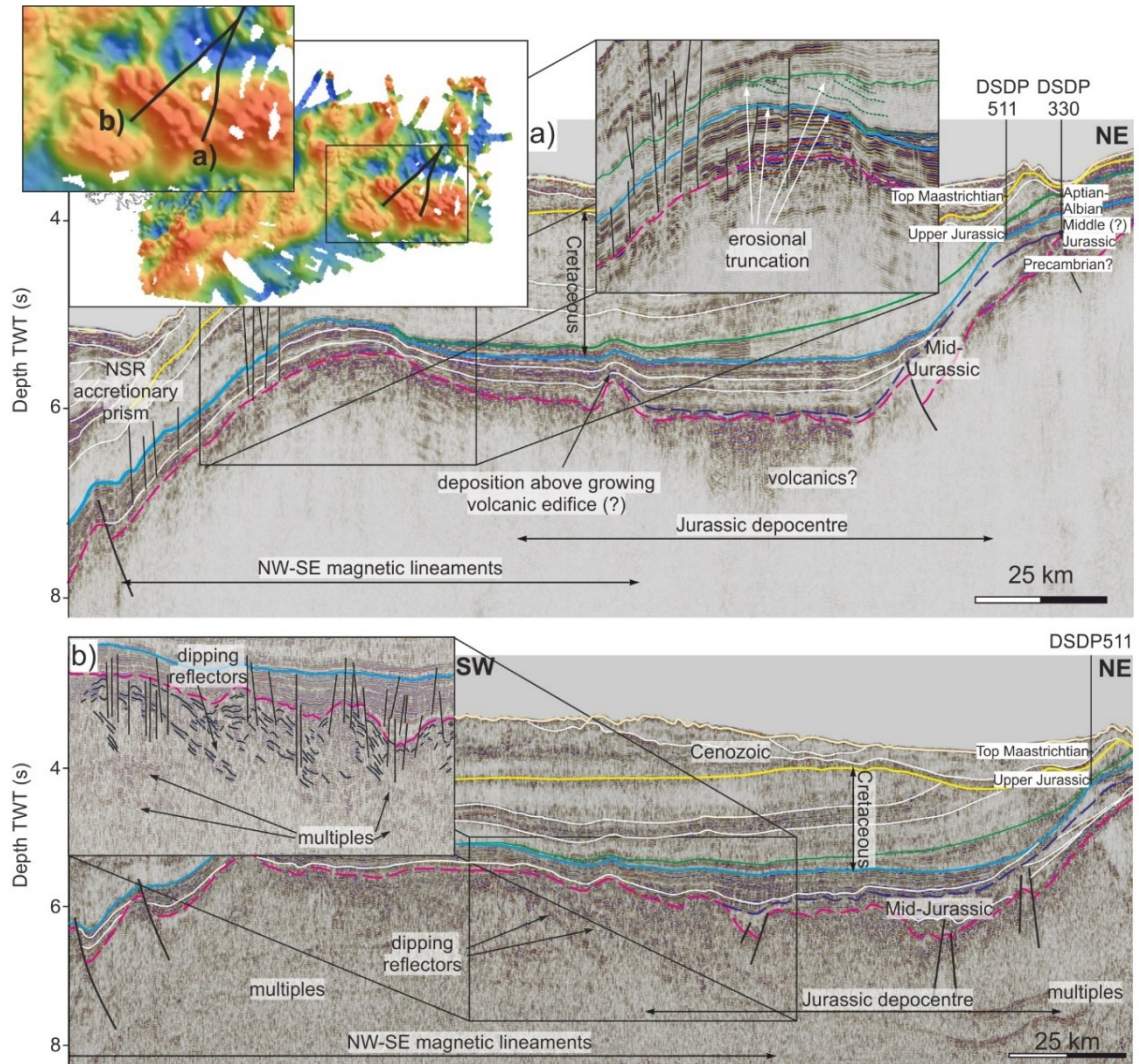 b)
a)
a)
erosional
truncation
DSDP
511
DSDP
330
NE
Top Maastrichtian
Upper Jurassic
Aptian-
Albian
Middle (?)
Jurassic
Precambrian?
Cretaceous
Mid-
Jurassic
NSR
accretionary
prism
deposition above growing
volcanic edifice (?)
volcanics?
Jurassic depocentre
NW-SE magnetic lineaments
25 km
Depth TWT (s)
4
6
8
b)
dipping
reflectors
multiples
SW
DSDP511
NE
Cenozoic
Top Maastrichtian
Upper Jurassic
Cretaceous
Mid-Jurassic
dipping
reflectors
multiples
Jurassic depocentre
multiples
NW-SE magnetic lineaments
25 km
Depth TWT (s)
4
6
8